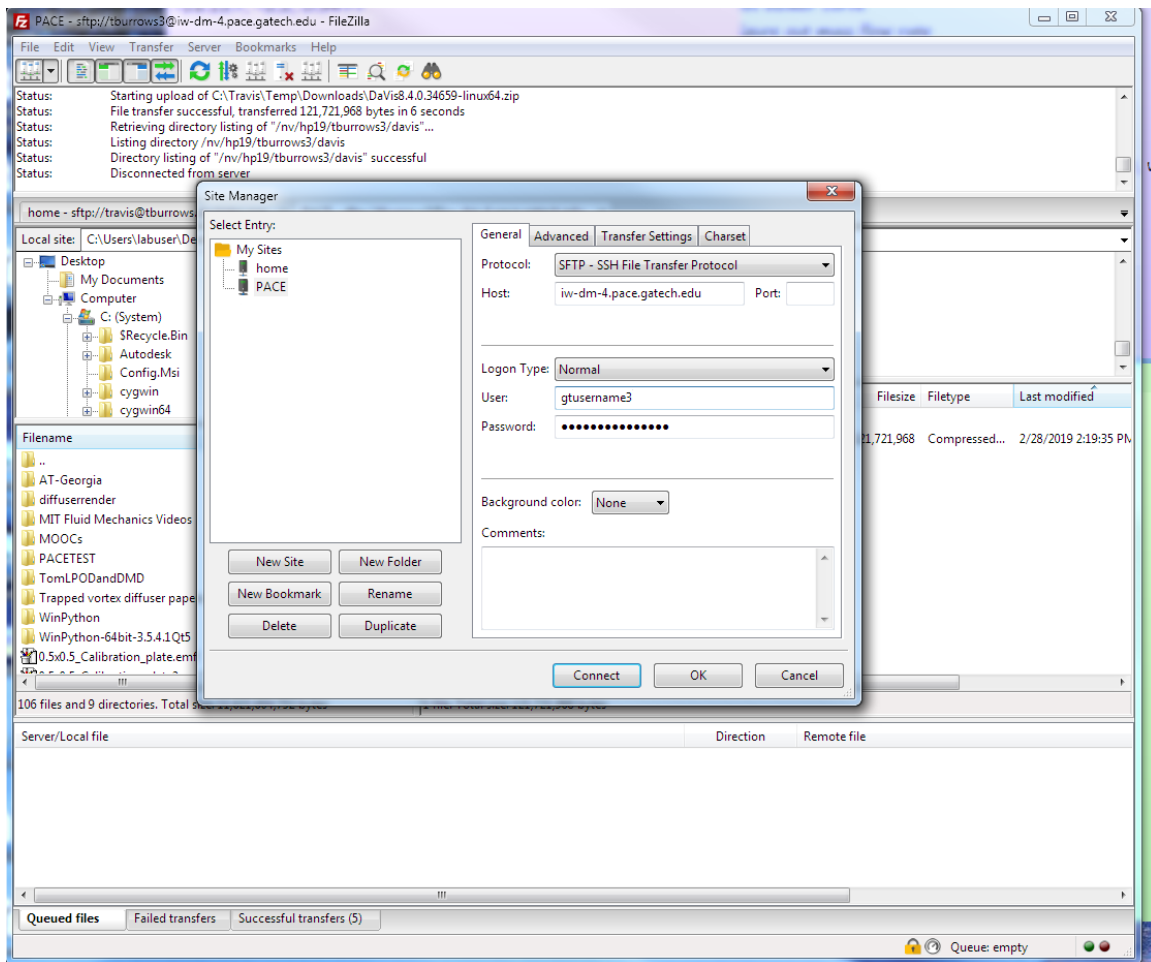 PACE - sftp://tburrows3@iw-dm-4.pace.gatech.edu - FileZilla
File Edit View Transfer Server Bookmarks Help
Status: Starting upload of C:\Travis\Temp\Downloads\DaVis8.4.0.34659-linux64.zip
Status: File transfer successful, transferred 121,721,968 bytes in 6 seconds
Status: Retrieving directory listing of "/nv/hp19/tburrows3/davis"...
Status: Listing directory /nv/hp19/tburrows3/davis
Status: Directory listing of "/nv/hp19/tburrows3/davis" successful
Status: Disconnected from server
home - sftp://travis@tburrows.
Local site: C:\Users\labuser\De
Desktop
My Documents
Computer
C: (System)
$Recycle.Bin
Autodesk
Config.Msi
cygwin
cygwin64
Filename
..
AT-Georgia
diffuserrender
MIT Fluid Mechanics Videos
MOOCs
PACETEST
TomLPODandDMD
Trapped vortex diffuser pape
WinPython
WinPython-64bit-3.5.4.1Qt5
0.5x0.5_Calibration_plate.emf
106 files and 9 directories. Total
Site Manager
Select Entry:
My Sites
home
PACE
New Site New Folder
New Bookmark Rename
Delete Duplicate
General Advanced Transfer Settings Charset
Protocol: SFTP - SSH File Transfer Protocol
Host: iw-dm-4.pace.gatech.edu Port:
Logon Type: Normal
User: gtusername3
Password: •••••••••••••••
Background color: None
Comments:
Connect OK Cancel
Filesize Filetype Last modified
21,721,968 Compressed... 2/28/2019 2:19:35 PM
Server/Local file Direction Remote file
Queued files Failed transfers Successful transfers (5)
Queue: empty